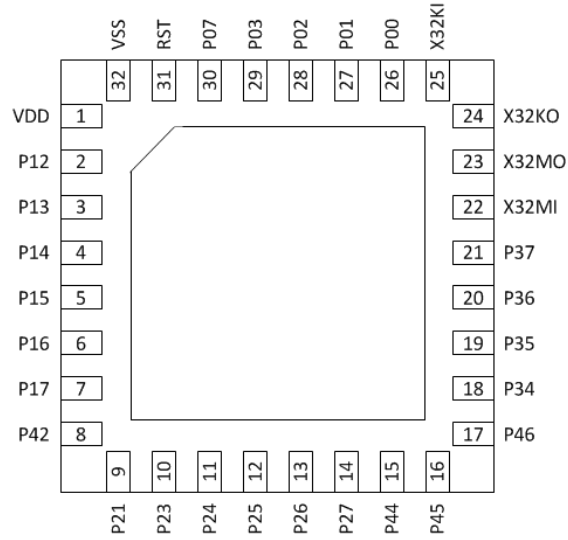 VSS RST P07 P03 P02 P01 P00 X32KI
32 31 30 29 28 27 26 25
VDD 1 24 X32KO
P12 2 23 X32MO
P13 3 22 X32MI
P14 4 21 P37
P15 5 20 P36
P16 6 19 P35
P17 7 18 P34
P42 8 17 P46
9 10 11 12 13 14 15 16
P21 P23 P24 P25 P26 P27 P44 P45